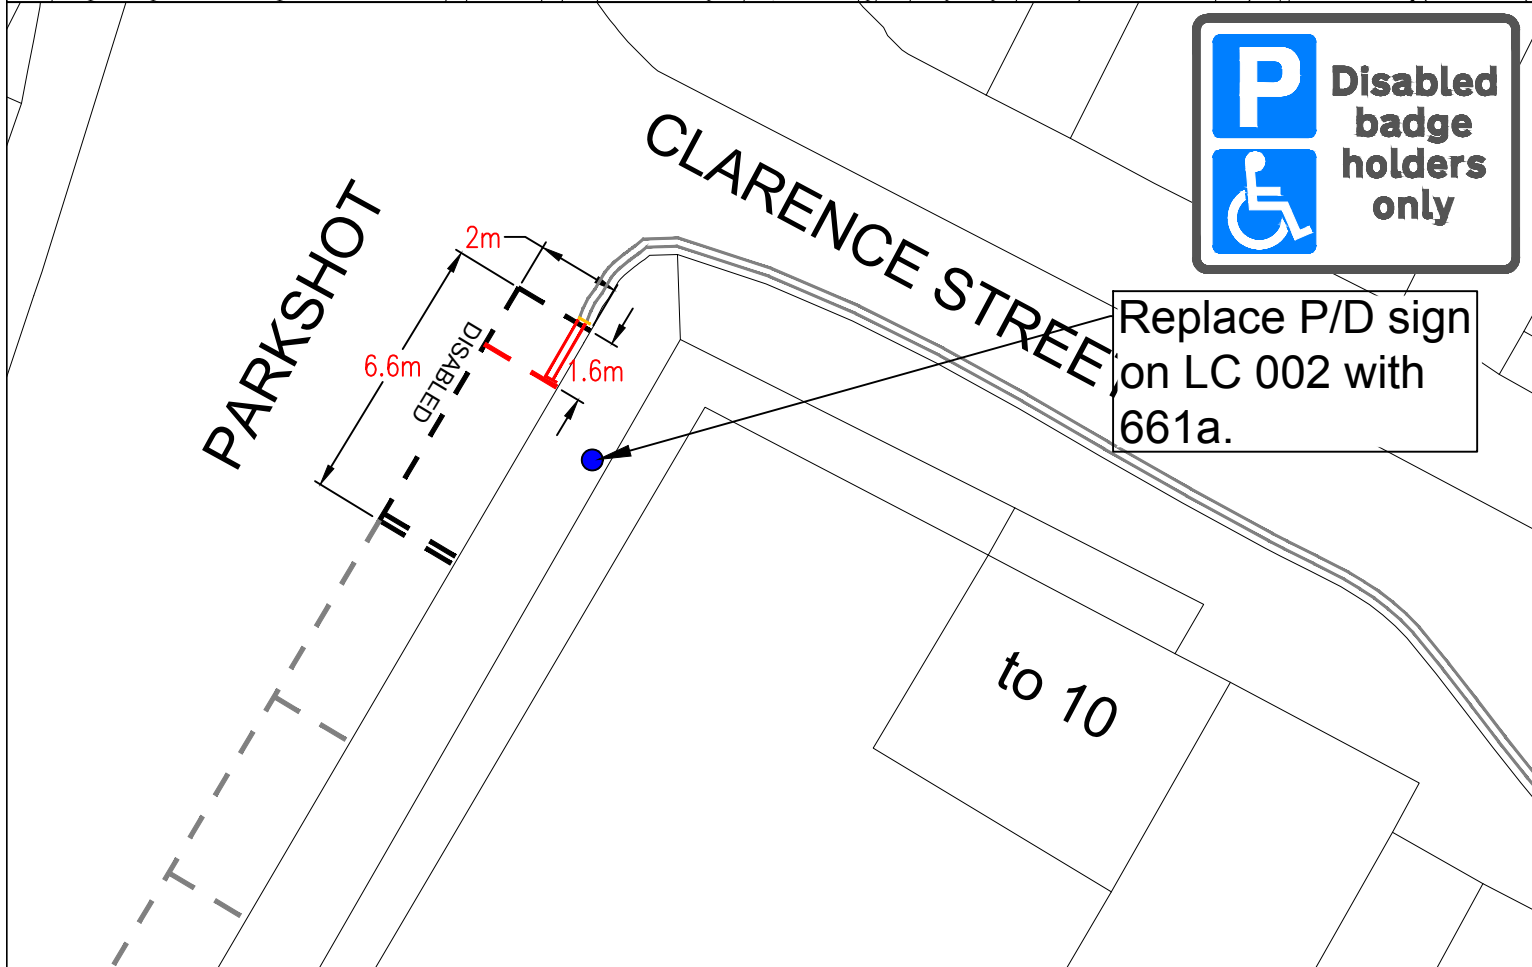 P
Disabled
badge
holders
only
CLARENCE STREE
PARKSHOT
2m
6.6m
DISABLED
1.6m
Replace P/D sign
on LC 002 with
661a.
to 10